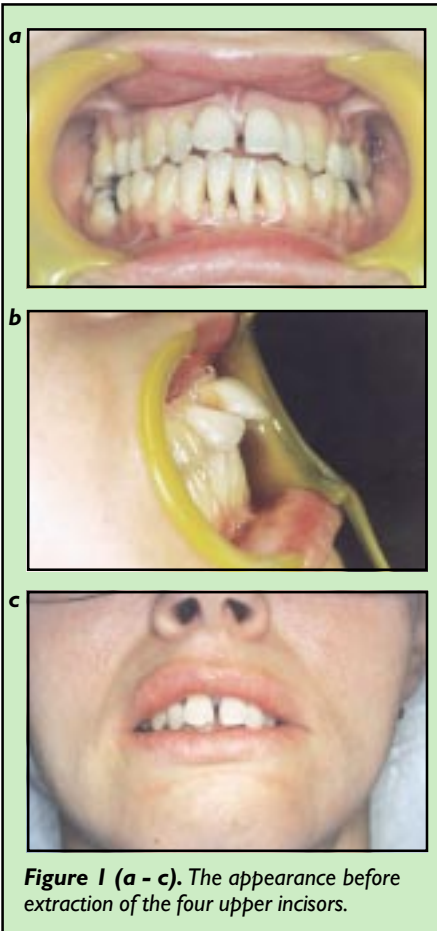 a
b
c
Figure 1 (a - c). The appearance before
extraction of the four upper incisors.